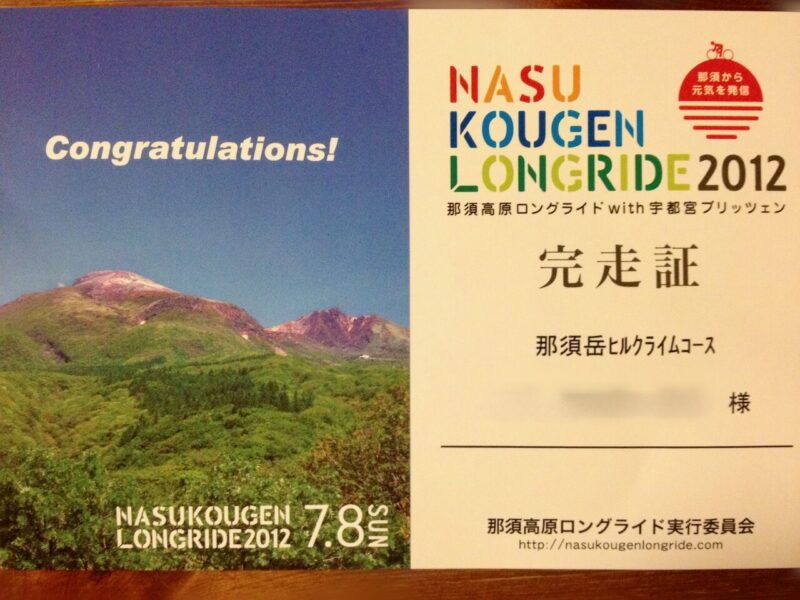 Congratulations!
NASUKOUGEN
LONGRIDE2012
7.8 SUN
NASU
KOUGEN
LONGRIDE 2012
那須から
元気を発信
那須高原ロングライドwith宇都宮ブリッツェン
完走証
那須岳ﾋﾙｸﾗｲﾑｺｰｽ
様
那須高原ロングライド実行委員会
http://nasukougenlongride.com